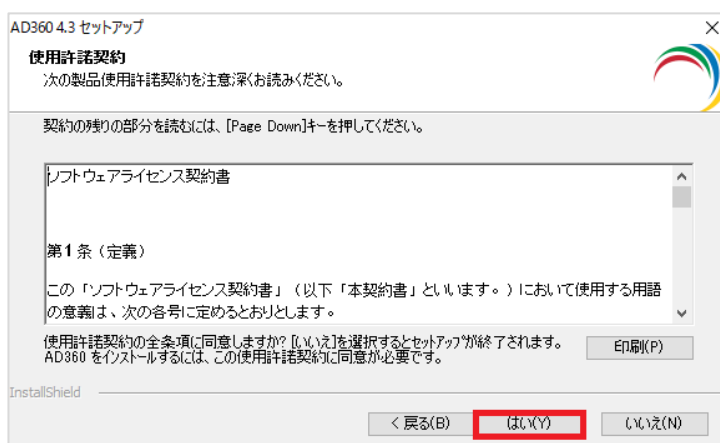 AD360 4.3 セットアップ
使用許諾契約
次の製品使用許諾契約を注意深くお読みください。
契約の残りの部分を読むには、[Page Down]キーを押してください。
ソフトウェアライセンス契約書
第1条（定義）
この「ソフトウェアライセンス契約書」（以下「本契約書」といいます。）において使用する用語
の意義は、次の各号に定めるとおりとします。
使用許諾契約の全条項に同意しますか? [いいえ]を選択するとセットアップが終了されます。
AD360 をインストールするには、この使用許諾契約に同意が必要です。
印刷(P)
InstallShield
< 戻る(B)
はい(Y)
いいえ(N)